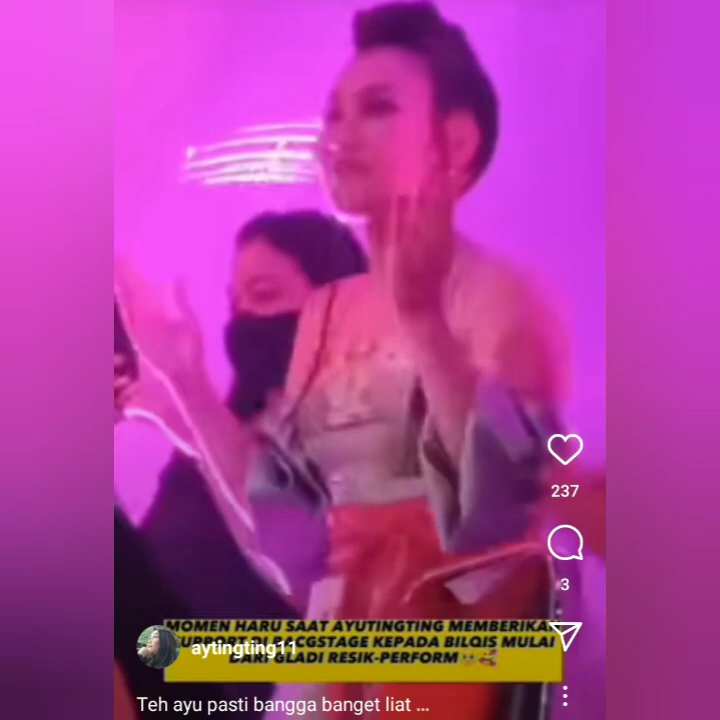 237
3
MOMEN HARU SAAT AYUTINGTING MEMBERIKAN
SUPPORT DI BACGSTAGE KEPADA BILQIS MULAI
DARI GLADI RESIK-PERFORM
aytingting11
Teh ayu pasti bangga banget liat ...